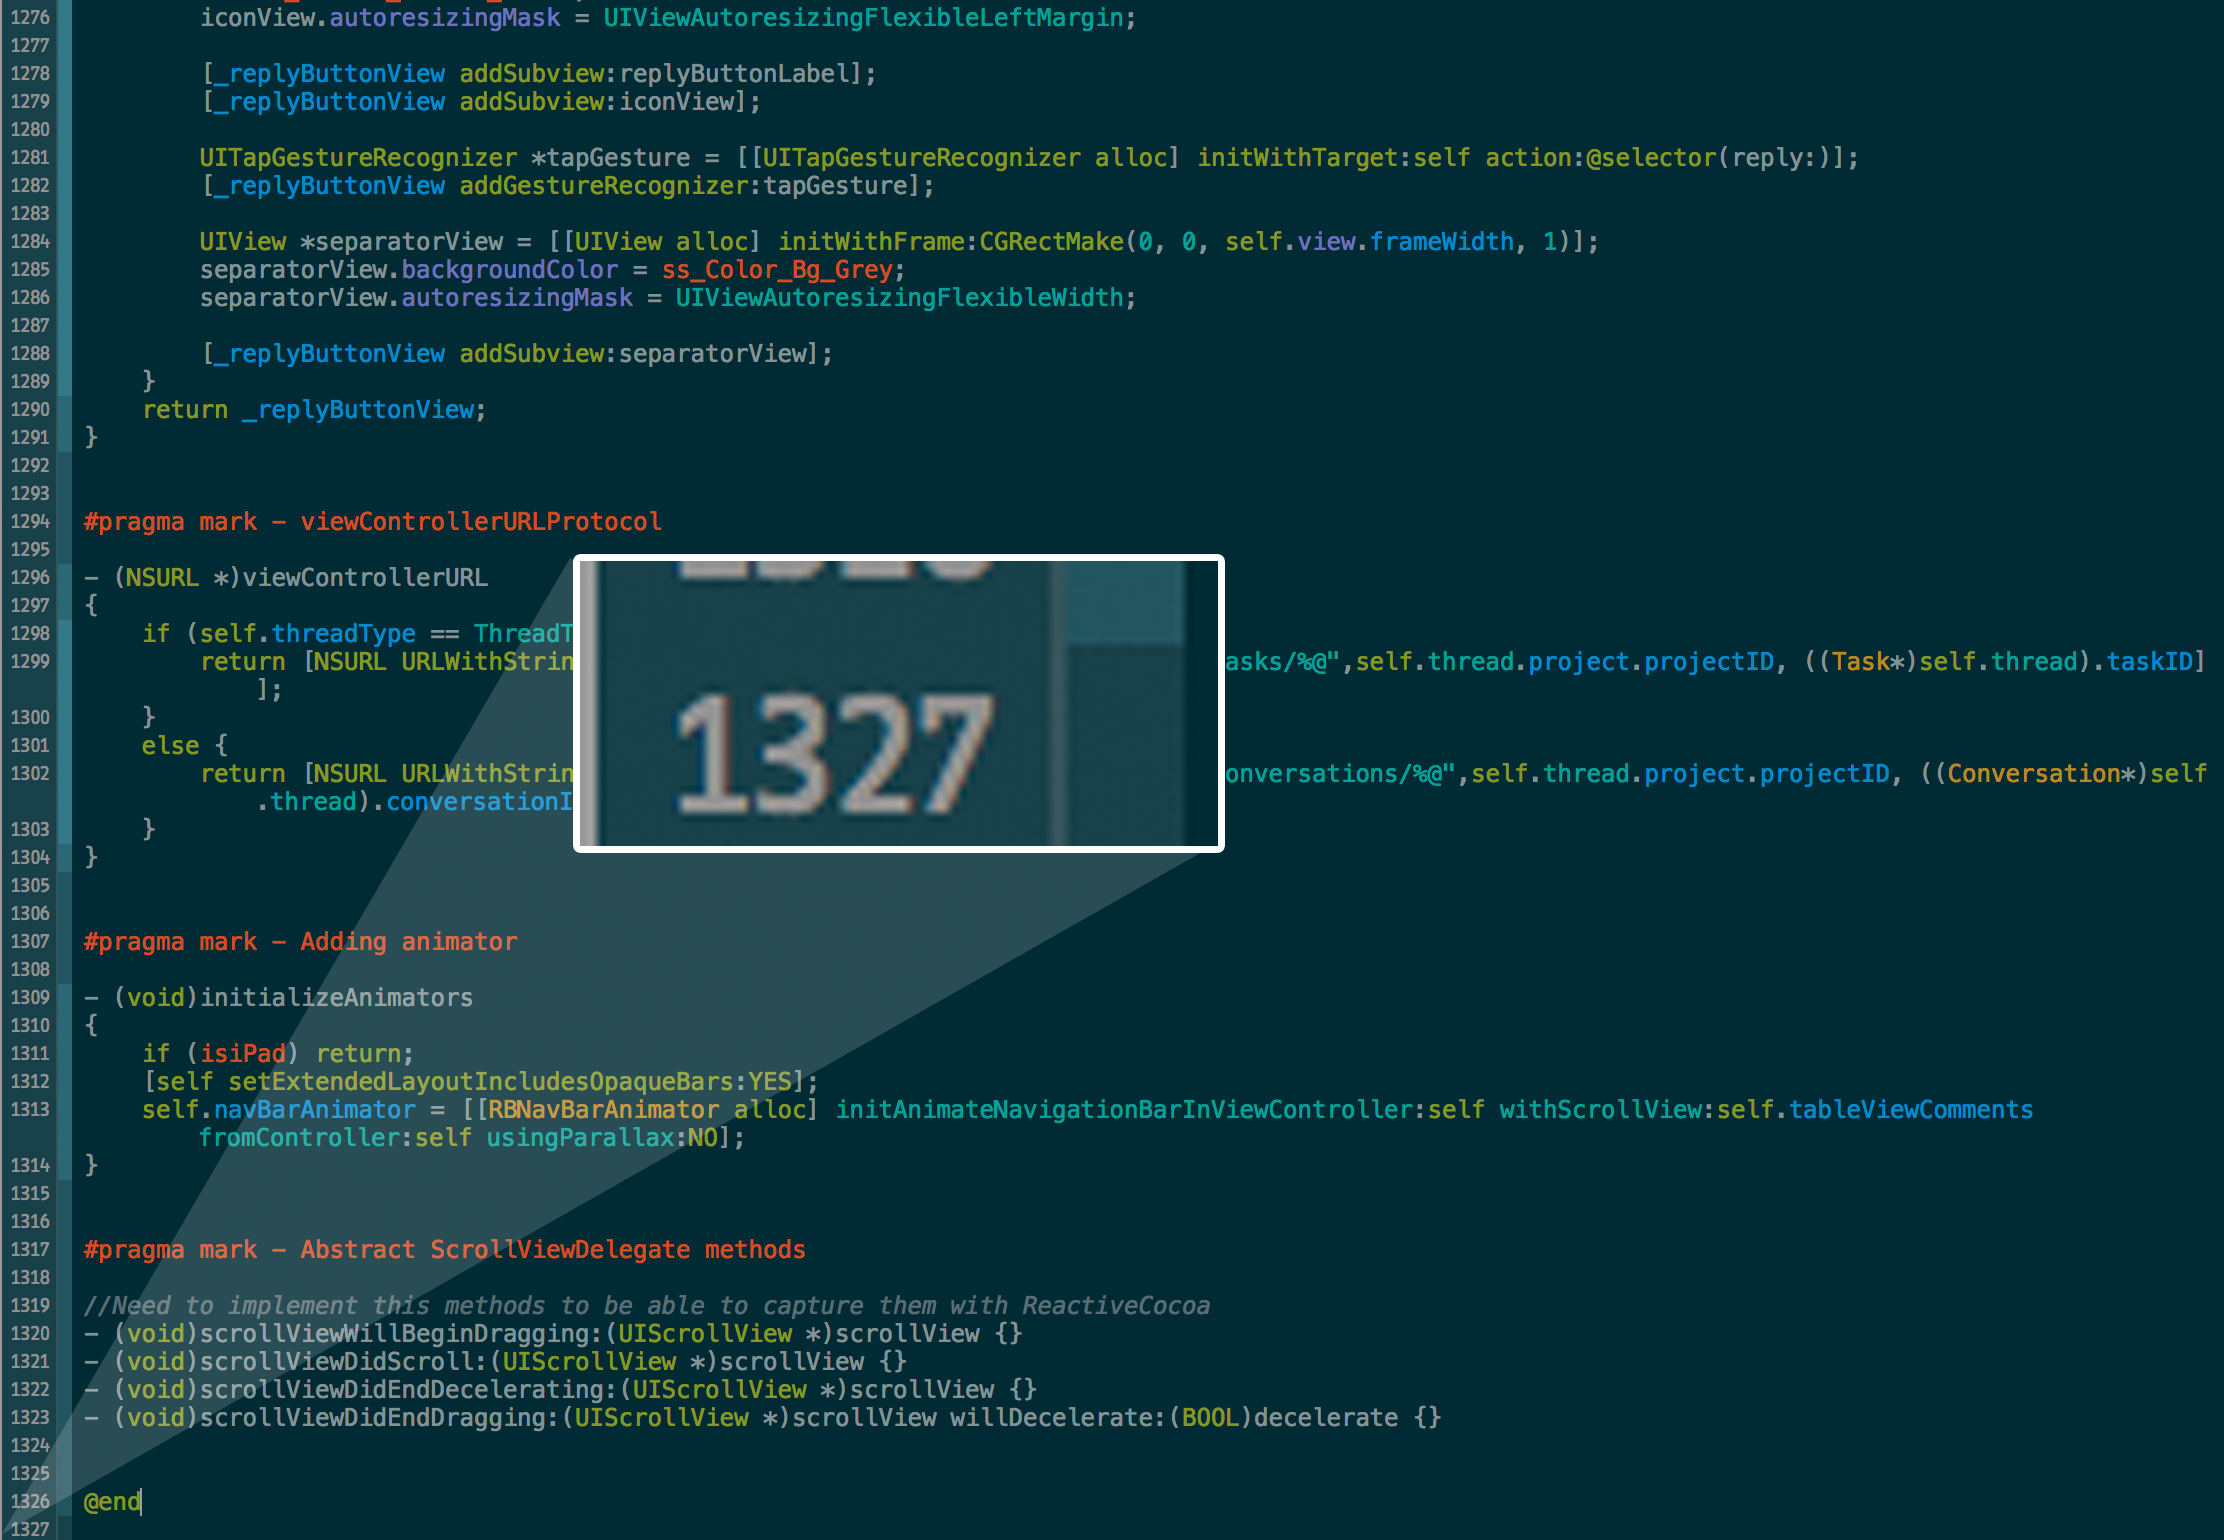 1276 iconView.autoresizingMask = UIViewAutoresizingFlexibleLeftMargin;
1277
1278 [_replyButtonView addSubview:replyButtonLabel];
1279 [_replyButtonView addSubview:iconView];
1280
1281 UITapGestureRecognizer *tapGesture = [[UITapGestureRecognizer alloc] initWithTarget:self action:@selector(reply:)];
1282 [_replyButtonView addGestureRecognizer:tapGesture];
1283
1284 UIView *separatorView = [[UIView alloc] initWithFrame:CGRectMake(0, 0, self.view.frameWidth, 1)];
1285 separatorView.backgroundColor = ss_Color_Bg_Grey;
1286 separatorView.autoresizingMask = UIViewAutoresizingFlexibleWidth;
1287
1288 [_replyButtonView addSubview:separatorView];
1289 }
1290 return _replyButtonView;
1291 }
1292
1293
1294 #pragma mark - viewControllerURLProtocol
1295
1296 - (NSURL *)viewControllerURL
1297 {
1298 if (self.threadType == ThreadT
1299 return [NSURL URLWithStrin asks/%@",self.thread.project.projectID, ((Task*)self.thread).taskID]
];
1300 }
1301 else {
1302 return [NSURL URLWithStrin onversations/%@",self.thread.project.projectID, ((Conversation*)self
.thread).conversationI
1303 }
1304 }
1327
1305
1306
1307 #pragma mark - Adding animator
1308
1309 - (void)initializeAnimators
1310 {
1311 if (isiPad) return;
1312 [self setExtendedLayoutIncludesOpaqueBars:YES];
1313 self.navBarAnimator = [[RBNavBarAnimator alloc] initAnimateNavigationBarInViewController:self withScrollView:self.tableViewComments
fromController:self usingParallax:NO];
1314 }
1315
1316
1317 #pragma mark - Abstract ScrollViewDelegate methods
1318
1319 //Need to implement this methods to be able to capture them with ReactiveCocoa
1320 - (void)scrollViewWillBeginDragging:(UIScrollView *)scrollView {}
1321 - (void)scrollViewDidScroll:(UIScrollView *)scrollView {}
1322 - (void)scrollViewDidEndDecelerating:(UIScrollView *)scrollView {}
1323 - (void)scrollViewDidEndDragging:(UIScrollView *)scrollView willDecelerate:(BOOL)decelerate {}
1324
1325
1326 @end
1327